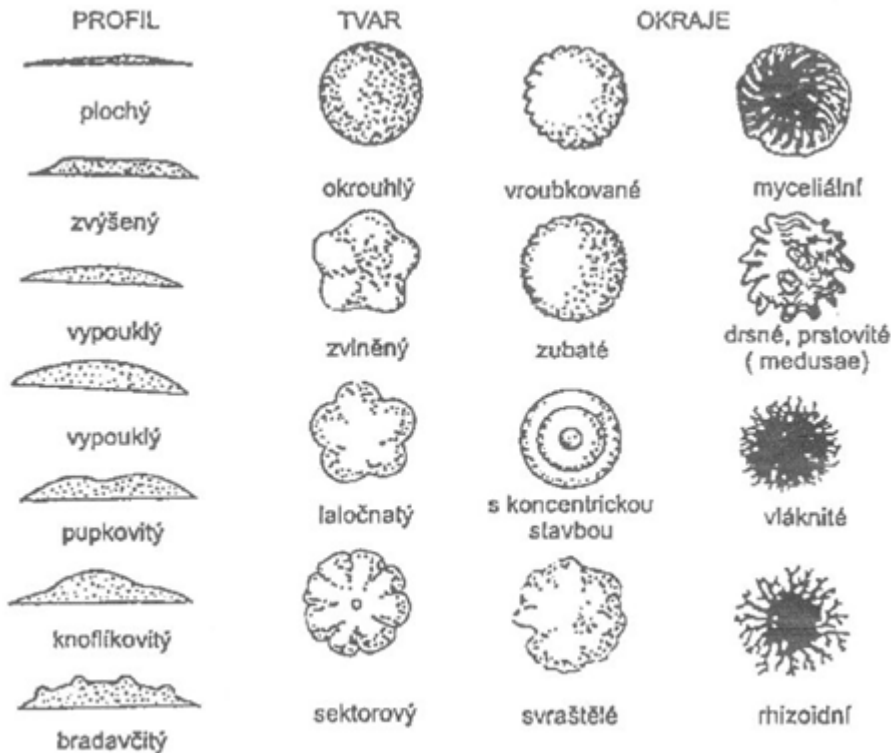 PROFIL
TVAR
OKRAJE
plochý
okrouhlý
vroubkované
myceliální
zvýšený
zvlněný
zubaté
drsné, prstovité
( medusae)
vypouklý
vypouklý
laločnatý
s koncentrickou
stavbou
vláknité
pupkovitý
knoflíkovitý
sektorový
svraštělé
rhizoidní
bradavčitý